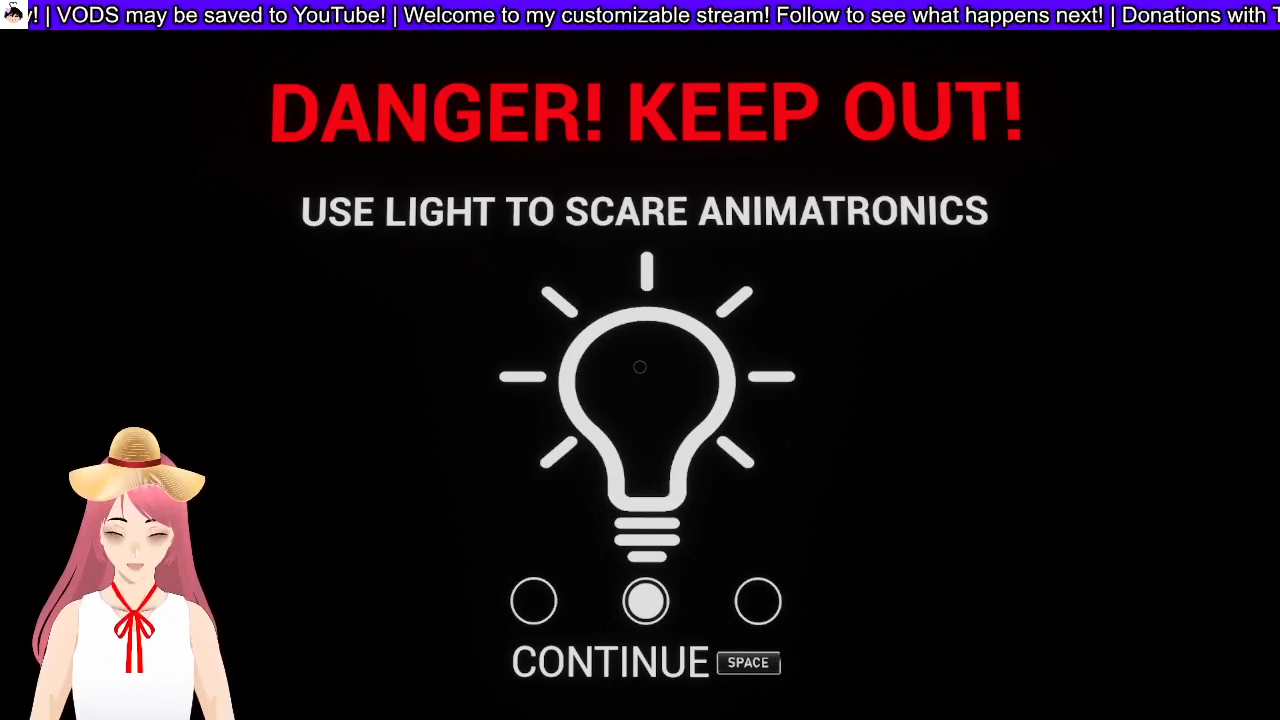 y! | VODS may be saved to YouTube! | Welcome to my customizable stream! Follow to see what happens next! | Donations with T
DANGER! KEEP OUT!
USE LIGHT TO SCARE ANIMATRONICS
CONTINUE SPACE